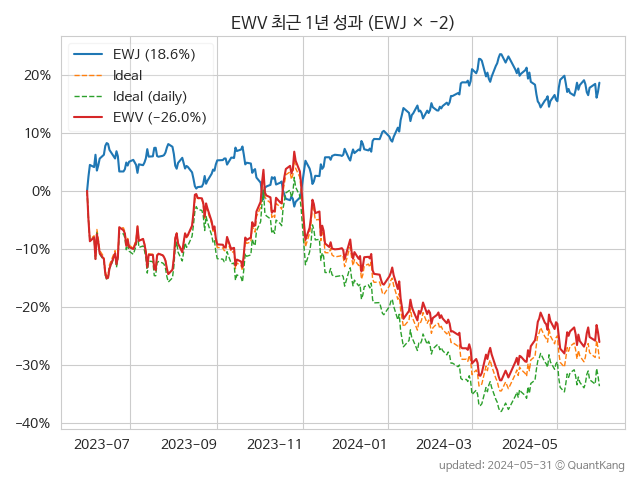 EWV 최근 1년 성과 (EWJ × −2)
EWJ (18.6%)
Ideal
Ideal (daily)
EWV (−26.0%)
20%
10%
0%
−10%
−20%
−30%
−40%
2023-07
2023-09
2023-11
2024-01
2024-03
2024-05
updated: 2024-05-31 © QuantKang